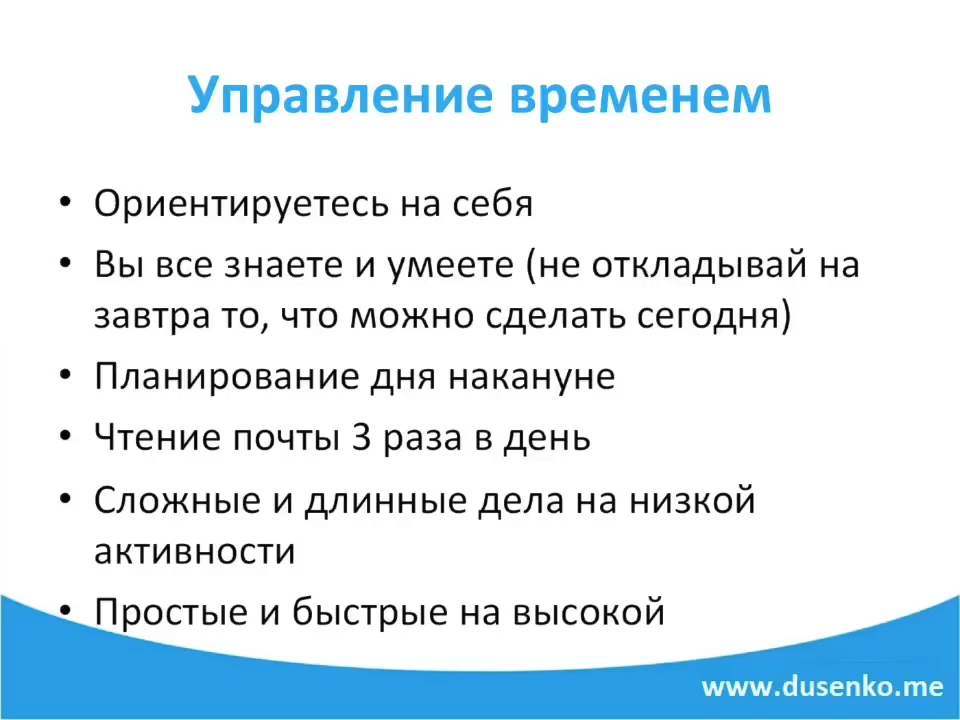 Управление временем
• Ориентируетесь на себя
• Вы все знаете и умеете (не откладывай на
завтра то, что можно сделать сегодня)
• Планирование дня накануне
• Чтение почты 3 раза в день
• Сложные и длинные дела на низкой
активности
• Простые и быстрые на высокой
www.dusenko.me